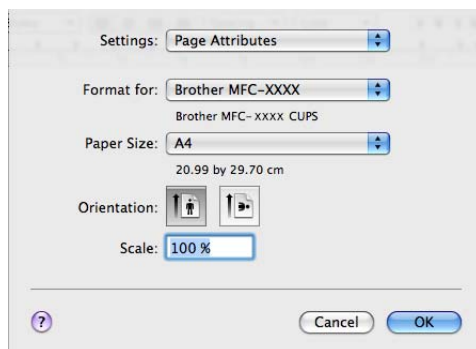 Settings: Page Attributes
Format for: Brother MFC-XXXX
Brother MFC-XXXX CUPS
Paper Size: A4
20.99 by 29.70 cm
Orientation:
Scale: 100 %
? Cancel OK